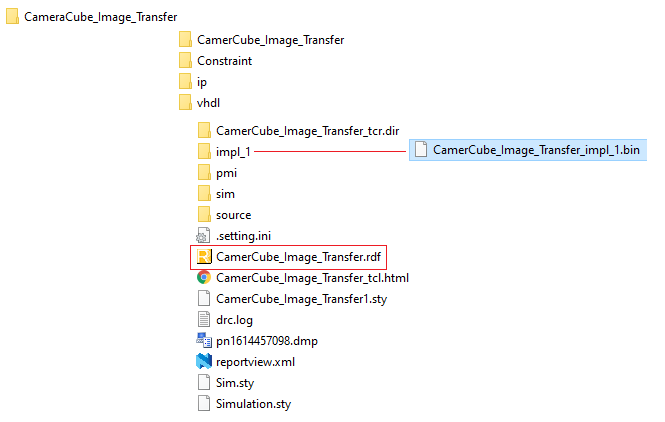 CameraCube_Image_Transfer
CamerCube_Image_Transfer
Constraint
ip
vhdl
CamerCube_Image_Transfer_tcr.dir
impl_1
CamerCube_Image_Transfer_impl_1.bin
pmi
sim
source
.setting.ini
CamerCube_Image_Transfer.rdf
CamerCube_Image_Transfer_tcl.html
CamerCube_Image_Transfer1.sty
drc.log
pn1614457098.dmp
reportview.xml
Sim.sty
Simulation.sty